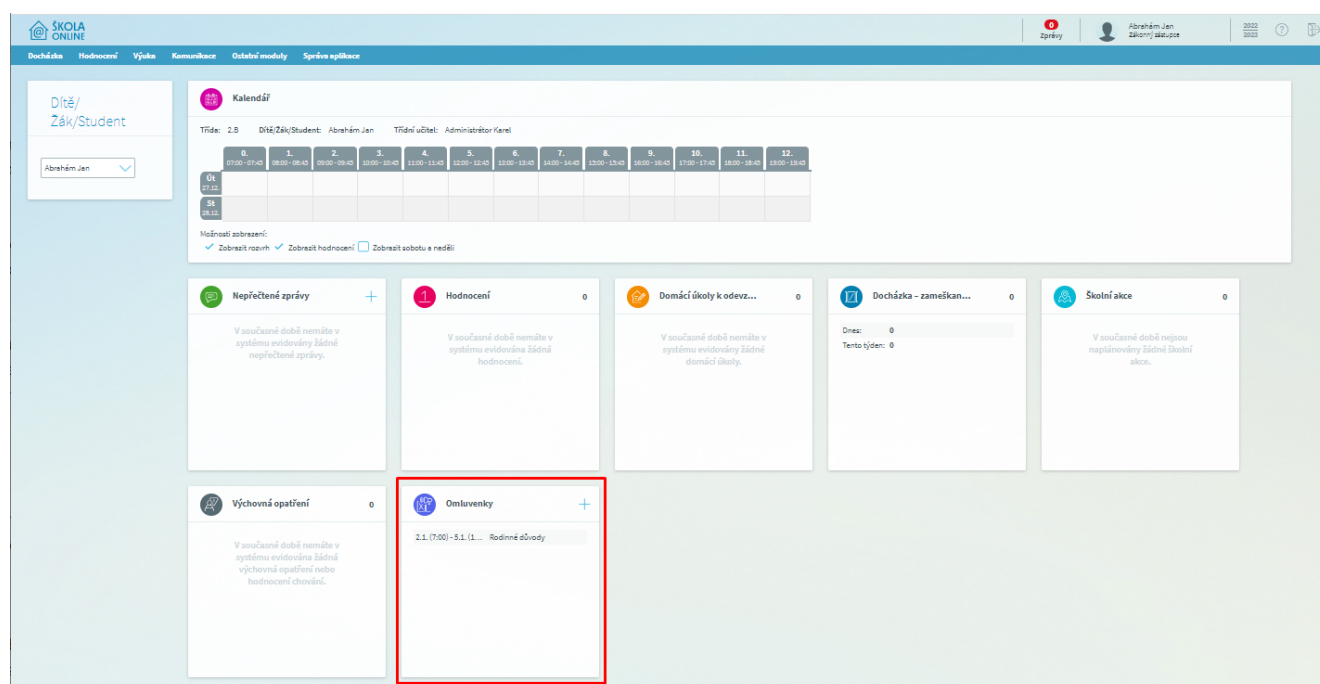 ŠKOLA
ONLINE
0
Zprávy
Abrahám Jan
Zákonný zástupce
2022
2023
?
Docházka Hodnocení Výuka Komunikace Ostatní moduly Správa aplikace
Dítě/
Žák/Student
Abrahám Jan
Kalendář
Třída: 2.B Dítě/Žák/Student: Abrahám Jan Třídní učitel: Administrátor Karel
0. 1. 2. 3. 4. 5. 6. 7. 8. 9. 10. 11. 12.
07:00 - 07:45 08:00 - 08:45 09:00 - 09:45 10:00 - 10:45 11:00 - 11:45 12:00 - 12:45 13:00 - 13:45 14:00 - 14:45 15:00 - 15:45 16:00 - 16:45 17:00 - 17:45 18:00 - 18:45 19:00 - 19:45
Út
27.12.
St
28.12.
Možnosti zobrazení:
Zobrazit rozvrh Zobrazit hodnocení Zobrazit sobotu a neděli
Nepřečtené zprávy +
V současné době nemáte v
systému evidovány žádné
nepřečtené zprávy.
1 Hodnocení 0
V současné době nemáte v
systému evidována žádná
hodnocení.
Domácí úkoly k odevz... 0
V současné době nemáte v
systému evidovány žádné
domácí úkoly.
Docházka – zameškan... 0
Dnes: 0
Tento týden: 0
Školní akce 0
V současné době nejsou
naplánovány žádné školní
akce.
Výchovná opatření 0
V současné době nemáte v
systému evidována žádná
výchovná opatření nebo
hodnocení chování.
Omluvenky +
2.1. (7:00) - 5.1. (1... Rodinné důvody